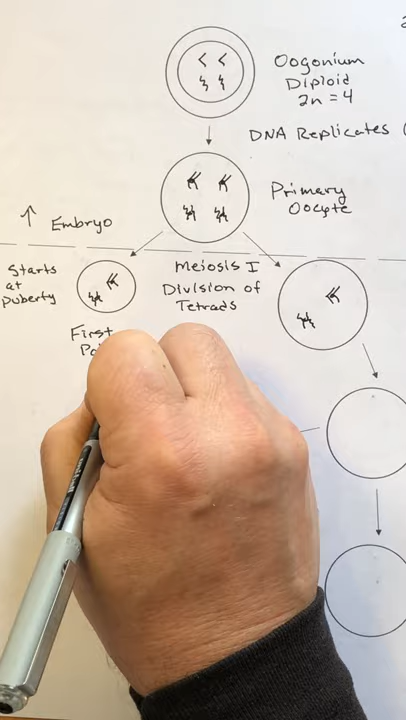 Oogonium
Diploid
2n = 4
DNA Replicates (
Primary
Oocyte
↑ Embryo
Starts
at
puberty
Meiosis I
Division of
Tetrads
First